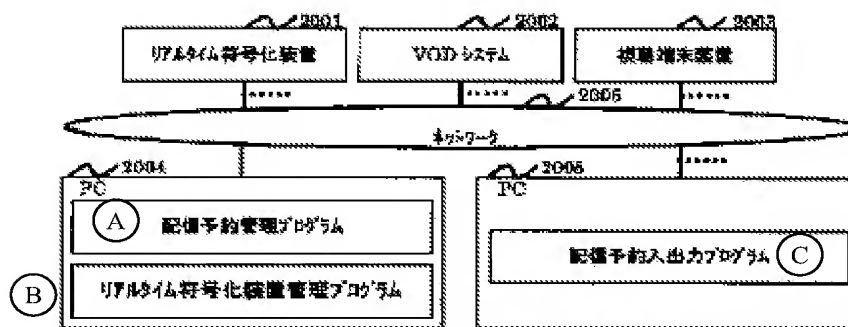 2001
2002
2003
リアルタイム符号化装置
VODシステム
視聴端末装置
2006
ネットワーク
2004
2005
PC
PC
A
配信予約管理プログラム
配信予約入出力プログラム
C
B
リアルタイム符号化装置管理プログラム